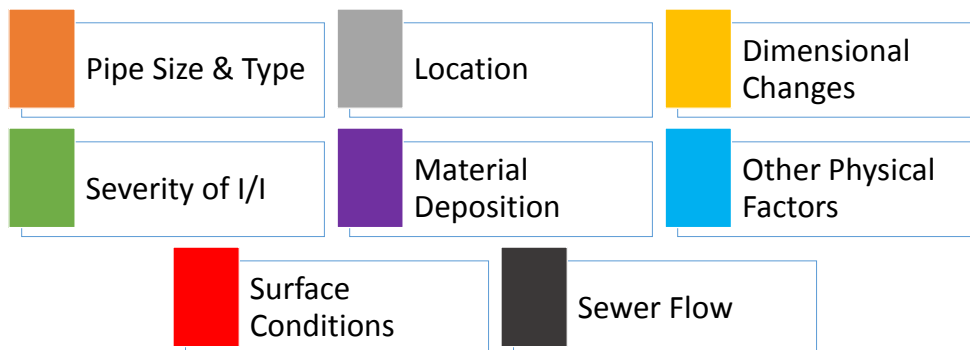 Pipe Size & Type
Location
Dimensional
Changes
Severity of I/I
Material
Deposition
Other Physical
Factors
Surface
Conditions
Sewer Flow